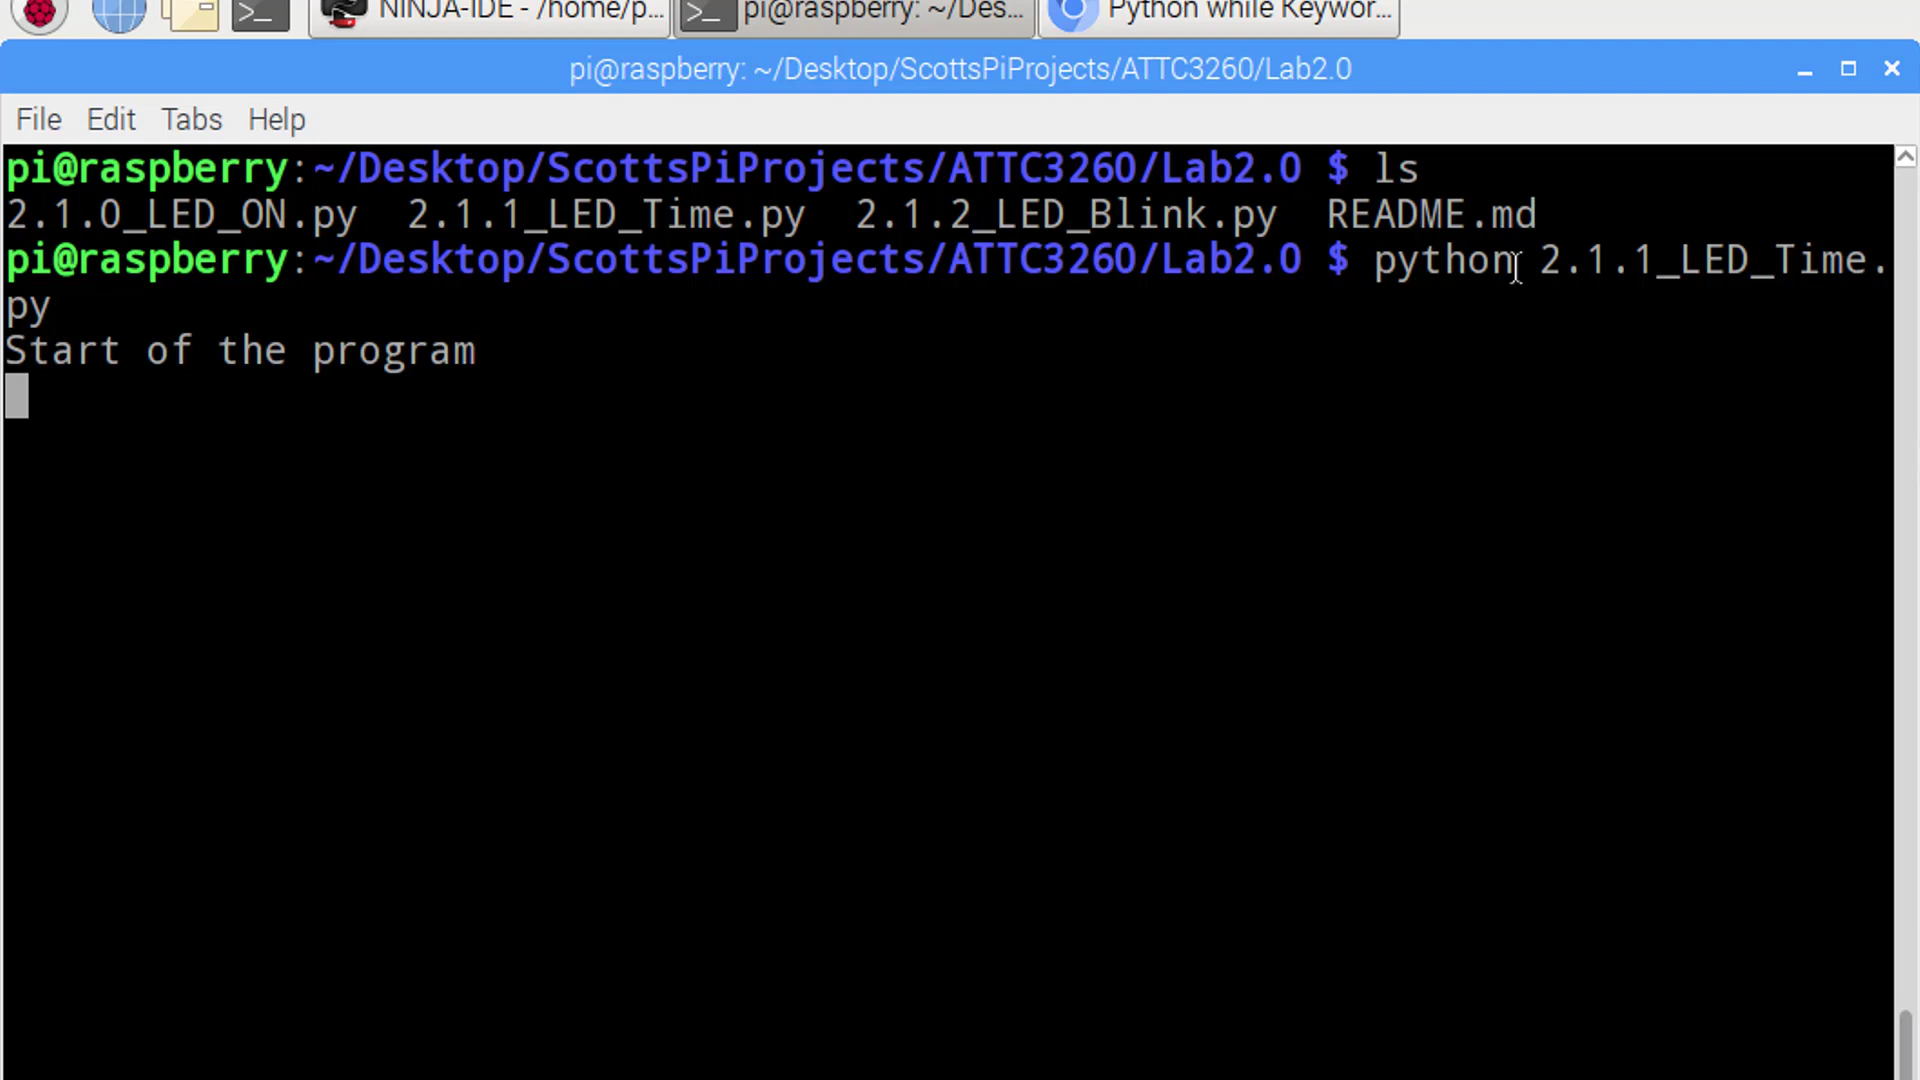 NINJA-IDE - /home/p... pi@raspberry: ~/Des... Python while Keywor...
pi@raspberry: ~/Desktop/ScottsPiProjects/ATTC3260/Lab2.0
File Edit Tabs Help
pi@raspberry:~/Desktop/ScottsPiProjects/ATTC3260/Lab2.0 $ ls
2.1.0_LED_ON.py 2.1.1_LED_Time.py 2.1.2_LED_Blink.py README.md
pi@raspberry:~/Desktop/ScottsPiProjects/ATTC3260/Lab2.0 $ python 2.1.1_LED_Time.
py
Start of the program